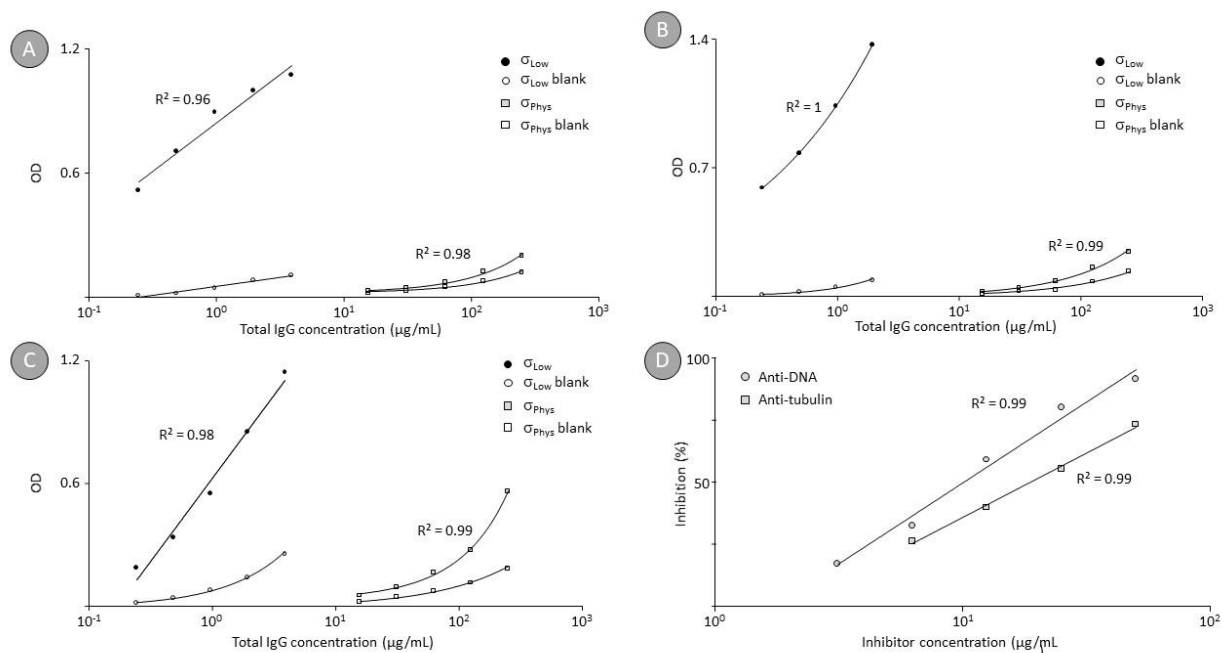 A
1.2
0.6
OD
R² = 0.96
R² = 0.98
σLow
σLow blank
σPhys
σPhys blank
10⁻¹ 10⁰ 10¹ 10² 10³
Total IgG concentration (µg/mL)
B
1.4
0.7
OD
R² = 1
R² = 0.99
σLow
σLow blank
σPhys
σPhys blank
10⁻¹ 10⁰ 10¹ 10² 10³
Total IgG concentration (µg/mL)
C
1.2
0.6
OD
R² = 0.98
R² = 0.99
σLow
σLow blank
σPhys
σPhys blank
10⁻¹ 10⁰ 10¹ 10² 10³
Total IgG concentration (µg/mL)
D
100
50
Inhibition (%)
Anti-DNA
Anti-tubulin
R² = 0.99
R² = 0.99
10⁰ 10¹ 10²
Inhibitor concentration (µg/mL